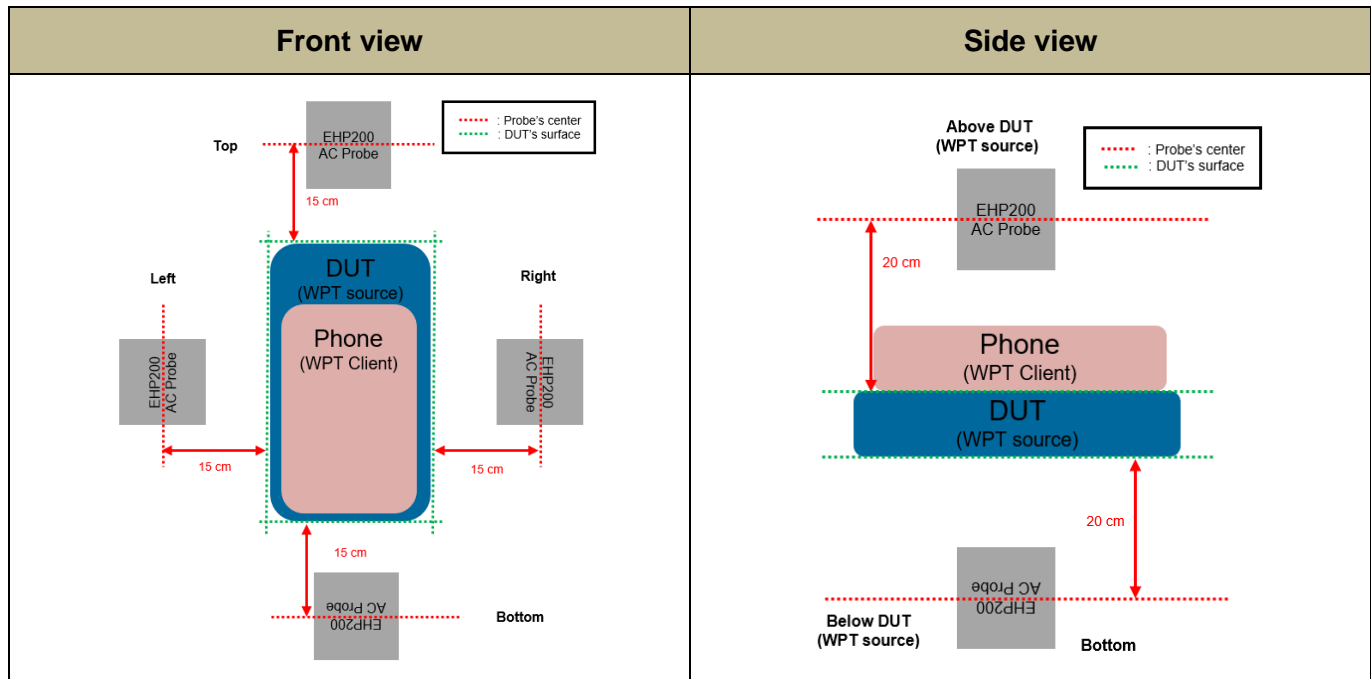 Front view
Side view
EHP200
AC Probe
: Probe's center
: DUT's surface
Top
15 cm
DUT
(WPT source)
Left
Right
Phone
(WPT Client)
EHP200
AC Probe
EHP200
AC Probe
15 cm
15 cm
15 cm
EHP200
AC Probe
Bottom
Above DUT
(WPT source)
: Probe's center
: DUT's surface
EHP200
AC Probe
20 cm
Phone
(WPT Client)
DUT
(WPT source)
20 cm
EHP200
AC Probe
Below DUT
(WPT source)
Bottom